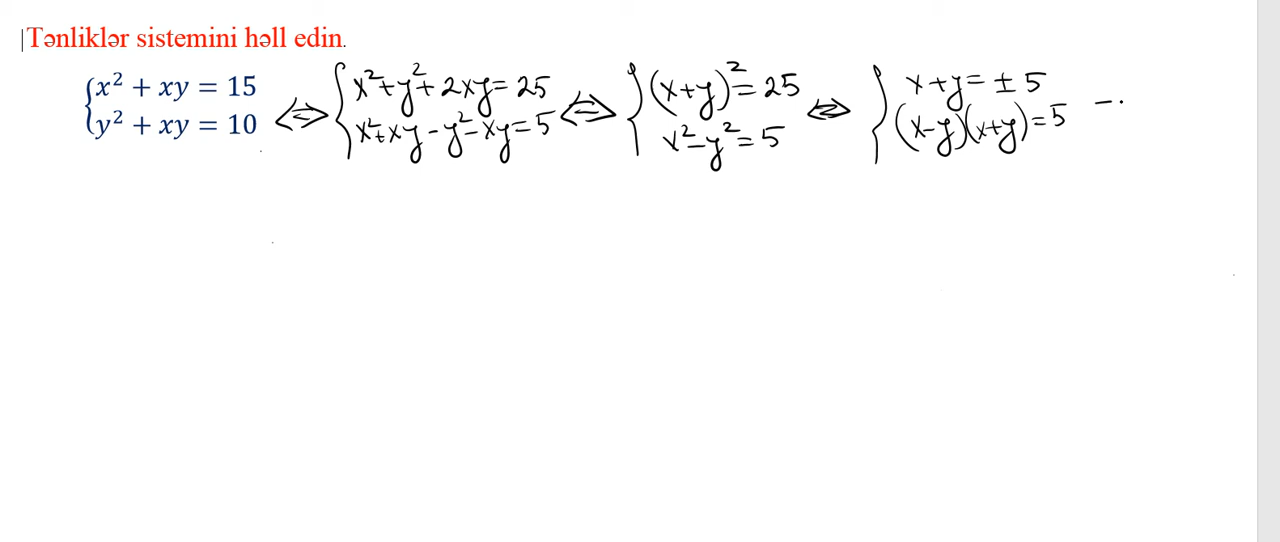 Tənliklər sistemini həll edin.
{x² + xy = 15 ⟺ {x²+y²+2xy=25 ⟺ {(x+y)²=25 ⟺ {x+y=±5 –··
y² + xy = 10 x²+xy-y²-xy=5 x²-y²=5 (x-y)(x+y)=5